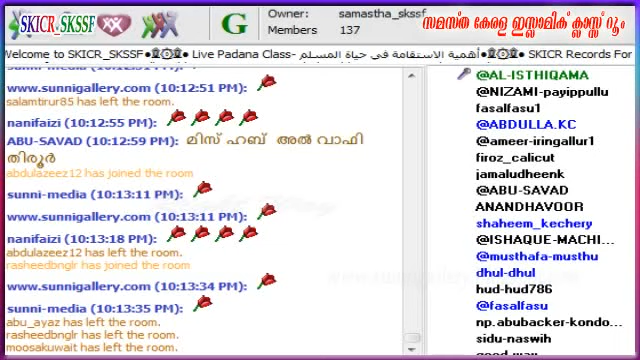 SKICR SKSSF
Owner: samastha_skssf
Members 137
സമസ്ത കേരള ഇസ്ലാമിക് ക്ലാസ്സ് റൂം
Welcome to SKICR_SKSSF●● Live Padana Class- أهمية الاستقامة في حياة المسلم●● SKICR Records For
www.sunnigallery.com (10:12:51 PM):
salamtirur85 has left the room.
nanifaizi (10:12:55 PM):
ABU-SAVAD (10:12:59 PM): മിസ് ഹബ് അൽ വാഫി
തിരൂർ
abdulazeez12 has joined the room
sunni-media (10:13:11 PM):
www.sunnigallery.com (10:13:11 PM):
nanifaizi (10:13:18 PM):
abdulazeez12 has left the room.
rasheedbnglr has joined the room
www.sunnigallery.com (10:13:34 PM):
sunni-media (10:13:35 PM):
abu_ayaz has left the room.
rasheedbnglr has left the room.
moosakuwait has left the room.
@AL-ISTHIQAMA
@NIZAMI-payippullu
fasalfasu1
@ABDULLA.KC
@ameer-iringallur1
firoz_calicut
jamaludheenk
@ABU-SAVAD
ANANDHAVOOR
shaheem_kechery
@ISHAQUE-MACHI...
@musthafa-musthu
dhul-dhul
hud-hud786
@fasalfasu
np.abubacker-kondo...
sidu-naswih